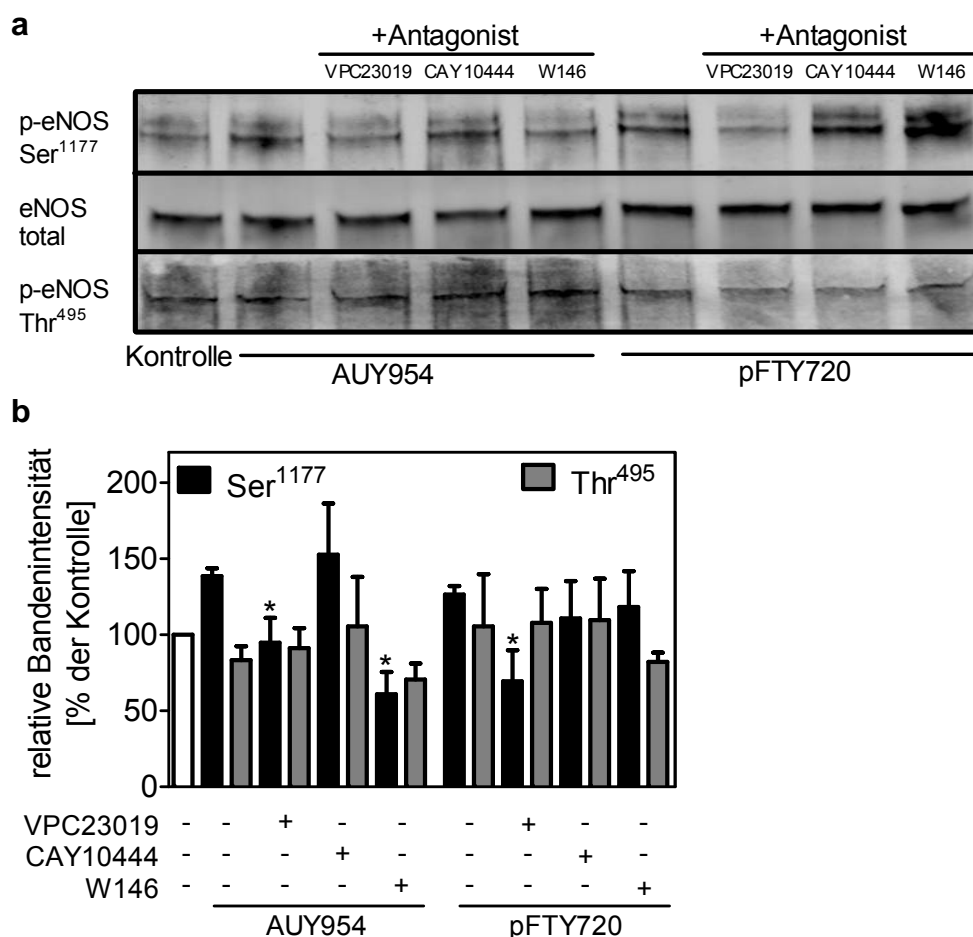 a
+Antagonist +Antagonist
VPC23019 CAY10444 W146 VPC23019 CAY10444 W146
p-eNOS
Ser¹¹⁷⁷
eNOS
total
p-eNOS
Thr⁴⁹⁵
Kontrolle AUY954 pFTY720
b
relative Bandenintensität
[% der Kontrolle]
200
150
100
50
0
Ser¹¹⁷⁷ Thr⁴⁹⁵
* * *
VPC23019 - - + - - - + - -
CAY10444 - - - + - - - + -
W146 - - - - + - - - +
AUY954 pFTY720